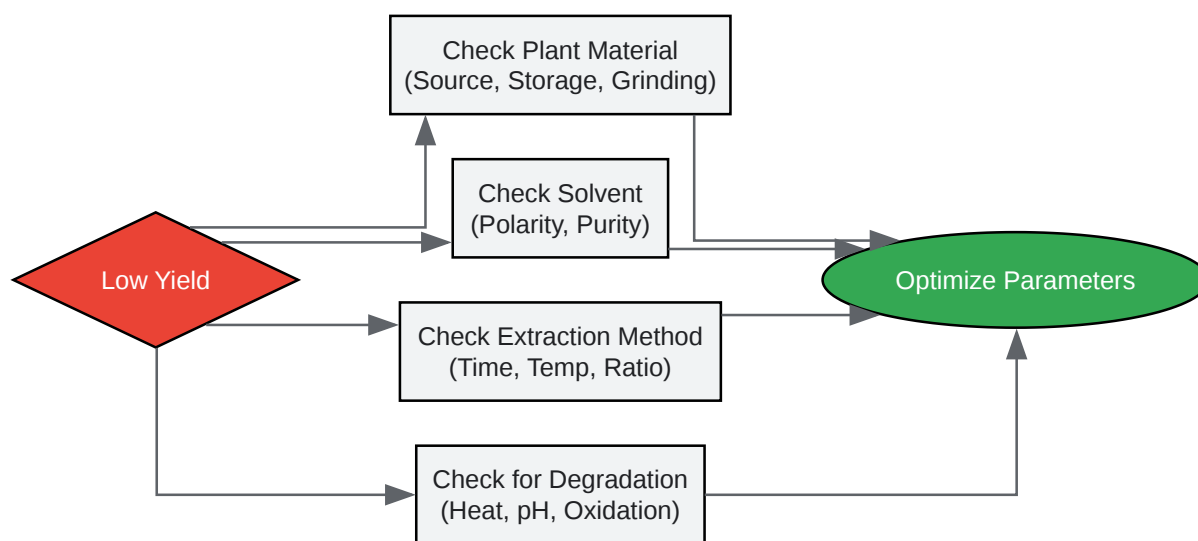 Check Plant Material
(Source, Storage, Grinding)
Check Solvent
(Polarity, Purity)
Low Yield
Optimize Parameters
Check Extraction Method
(Time, Temp, Ratio)
Check for Degradation
(Heat, pH, Oxidation)